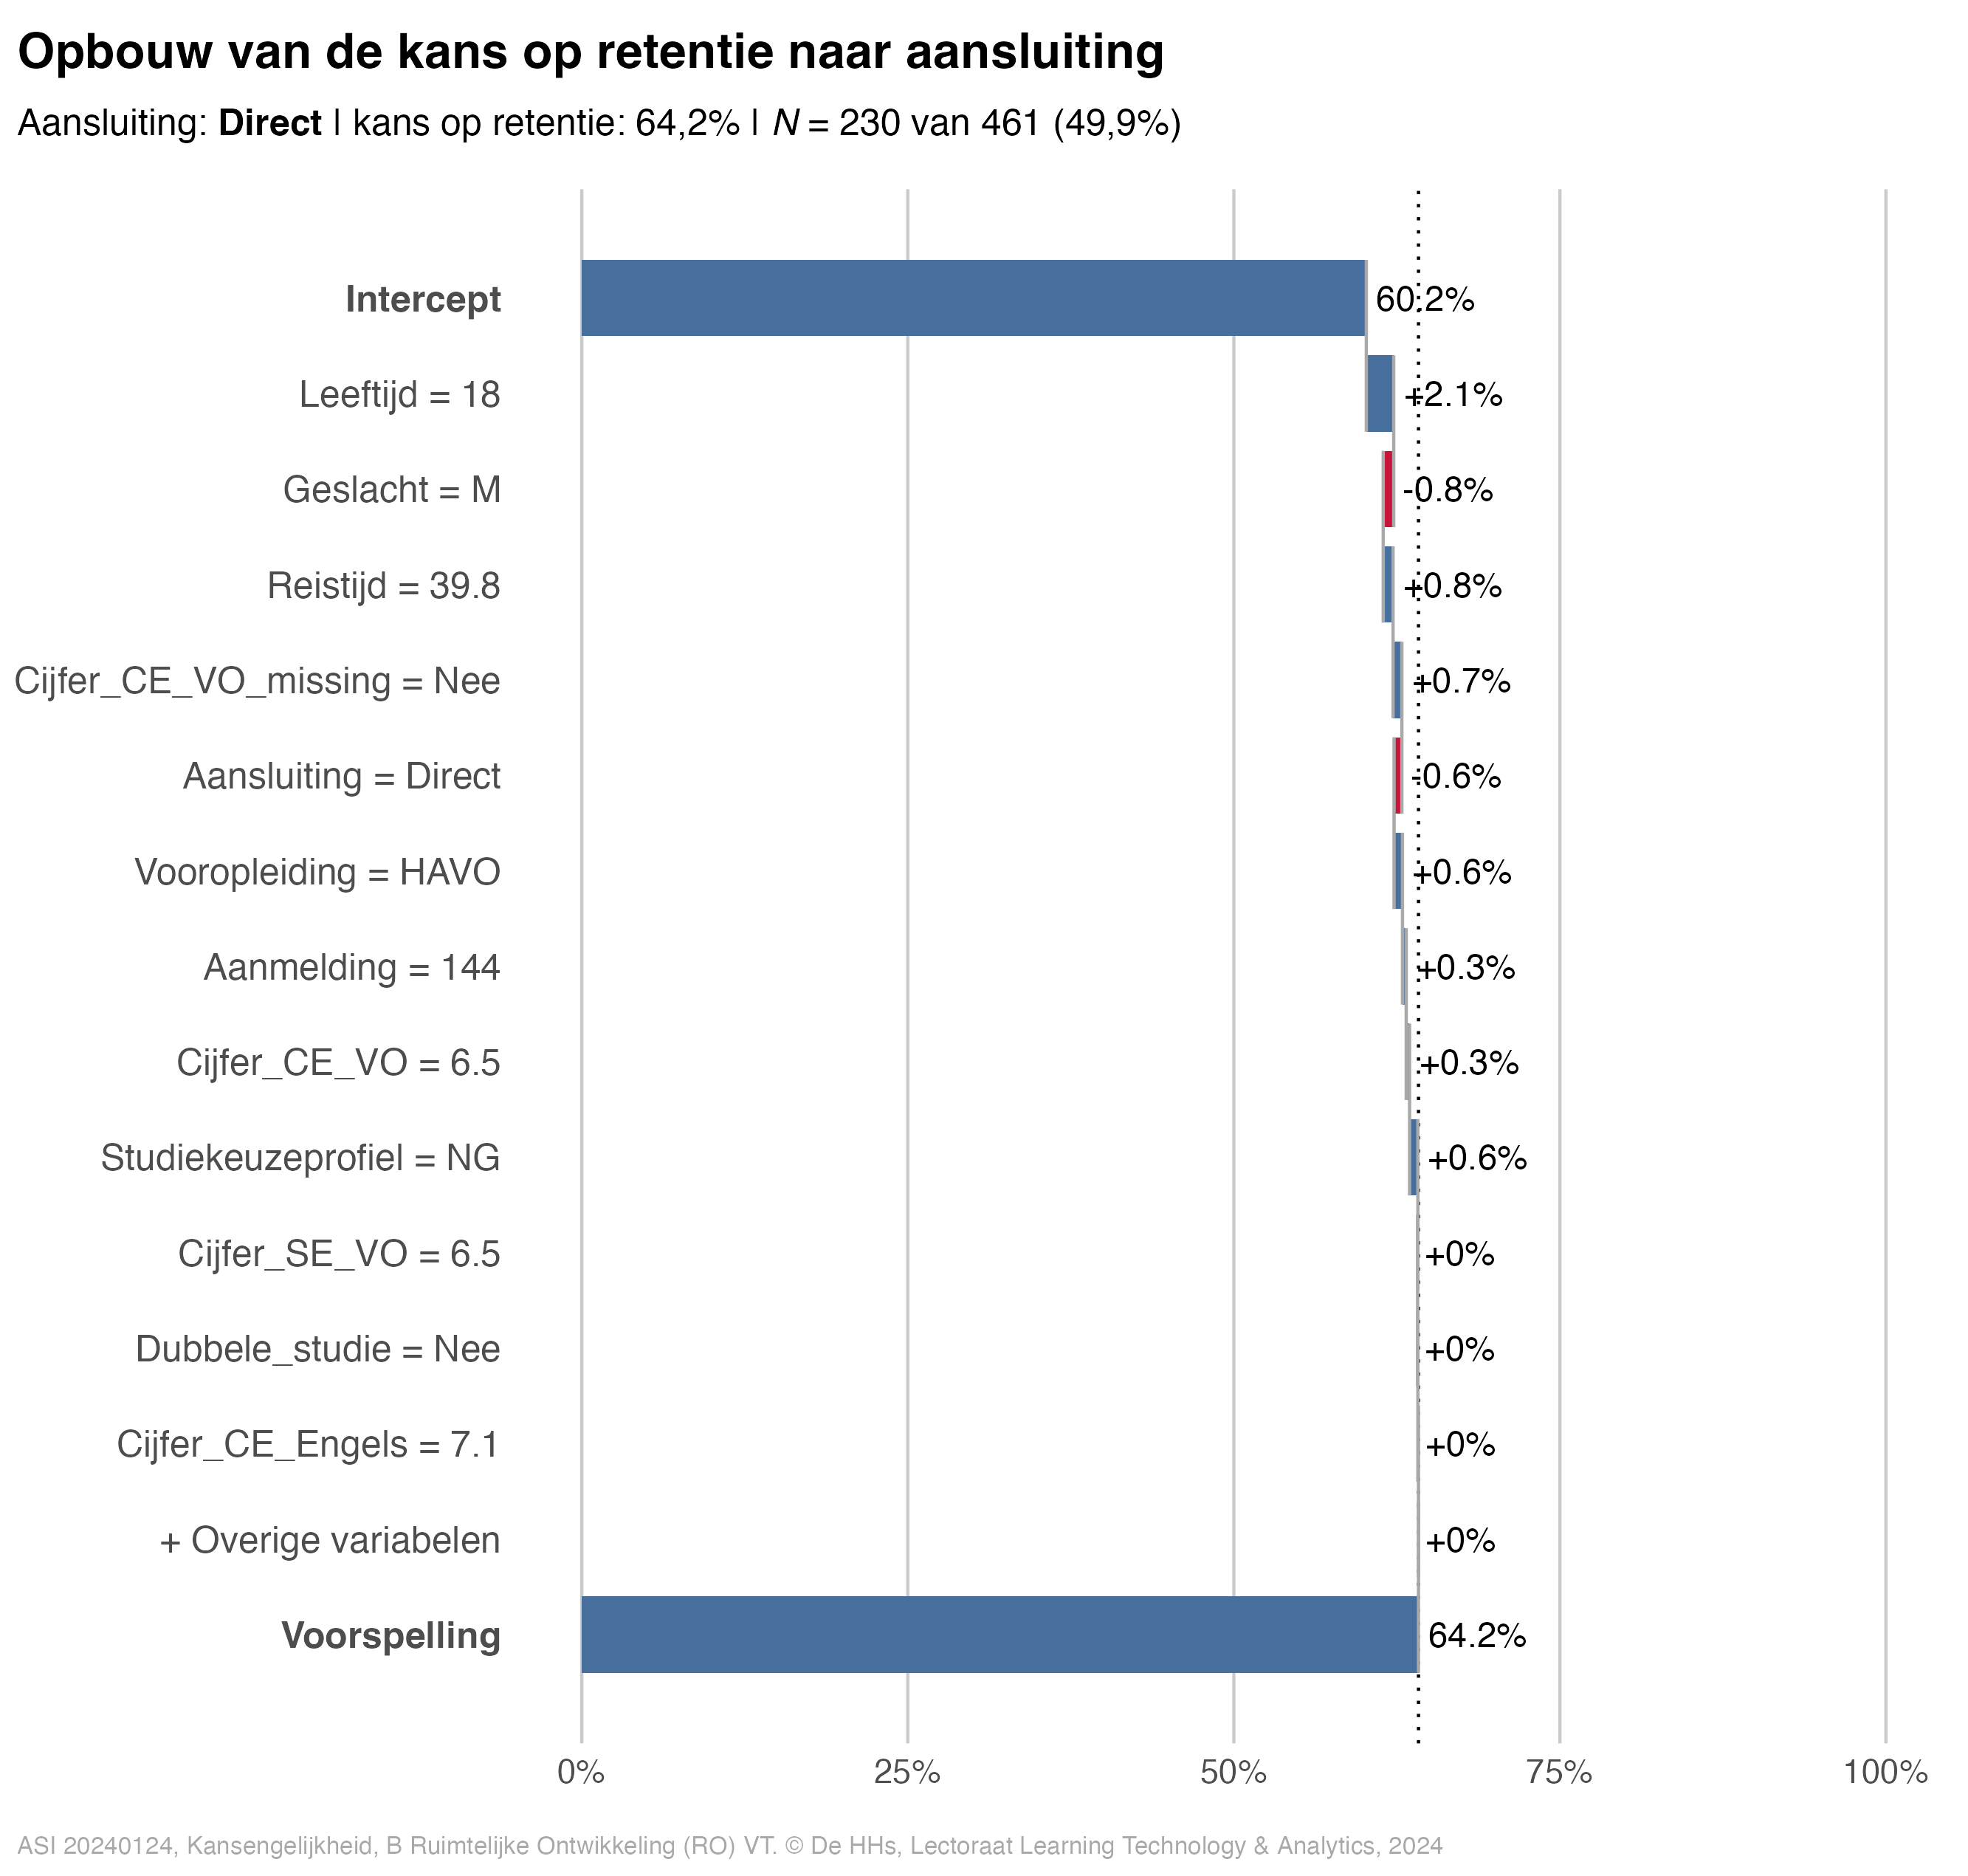 Opbouw van de kans op retentie naar aansluiting
Aansluiting: Direct | kans op retentie: 64,2% | N = 230 van 461 (49,9%)
Intercept 60.2%
Leeftijd = 18 +2.1%
Geslacht = M -0.8%
Reistijd = 39.8 +0.8%
Cijfer_CE_VO_missing = Nee +0.7%
Aansluiting = Direct -0.6%
Vooropleiding = HAVO +0.6%
Aanmelding = 144 +0.3%
Cijfer_CE_VO = 6.5 +0.3%
Studiekeuzeprofiel = NG +0.6%
Cijfer_SE_VO = 6.5 +0%
Dubbele_studie = Nee +0%
Cijfer_CE_Engels = 7.1 +0%
+ Overige variabelen +0%
Voorspelling 64.2%
0% 25% 50% 75% 100%
ASI 20240124, Kansengelijkheid, B Ruimtelijke Ontwikkeling (RO) VT. © De HHs, Lectoraat Learning Technology & Analytics, 2024